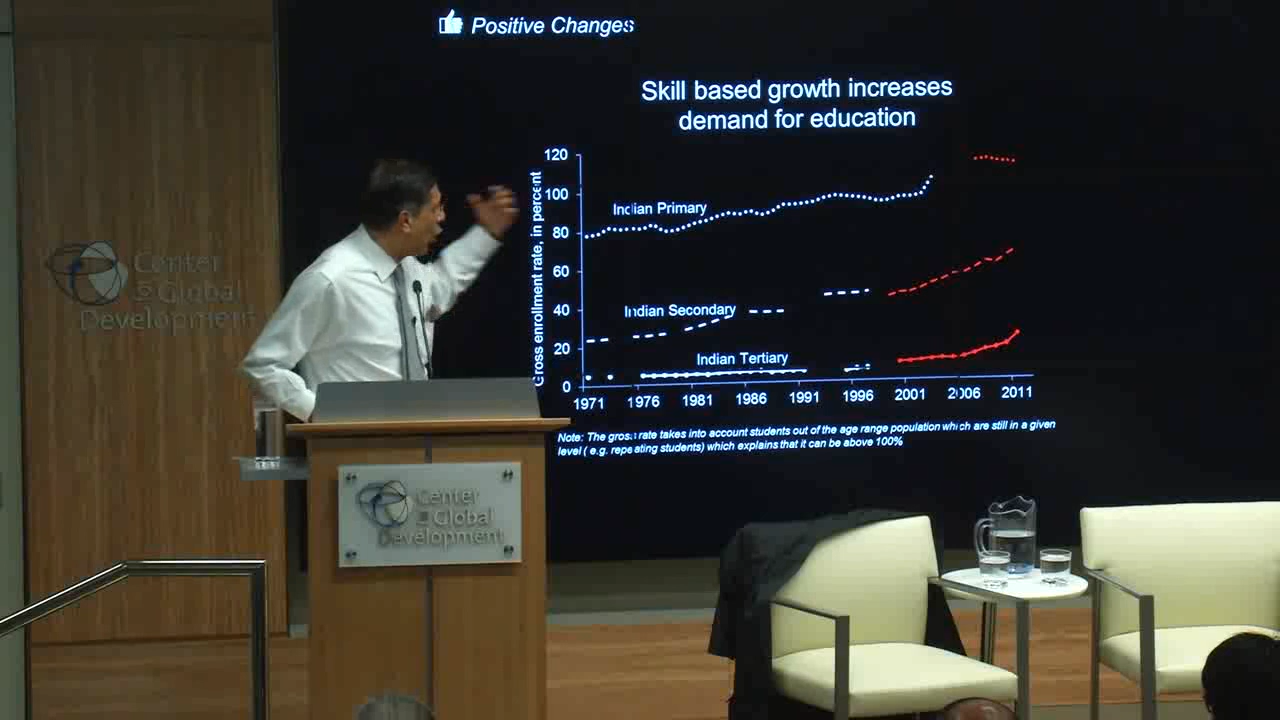 Positive Changes
Skill based growth increases
demand for education
Gross enrollment rate, in percent
120
100
80
60
40
20
0
Indian Primary
Indian Secondary
Indian Tertiary
1971 1976 1981 1986 1991 1996 2001 2006 2011
Note: The gross rate takes into account students out of the age range population which are still in a given
level ( e.g. repeating students) which explains that it can be above 100%
Center
for Global
Development
Center
for Global
Development